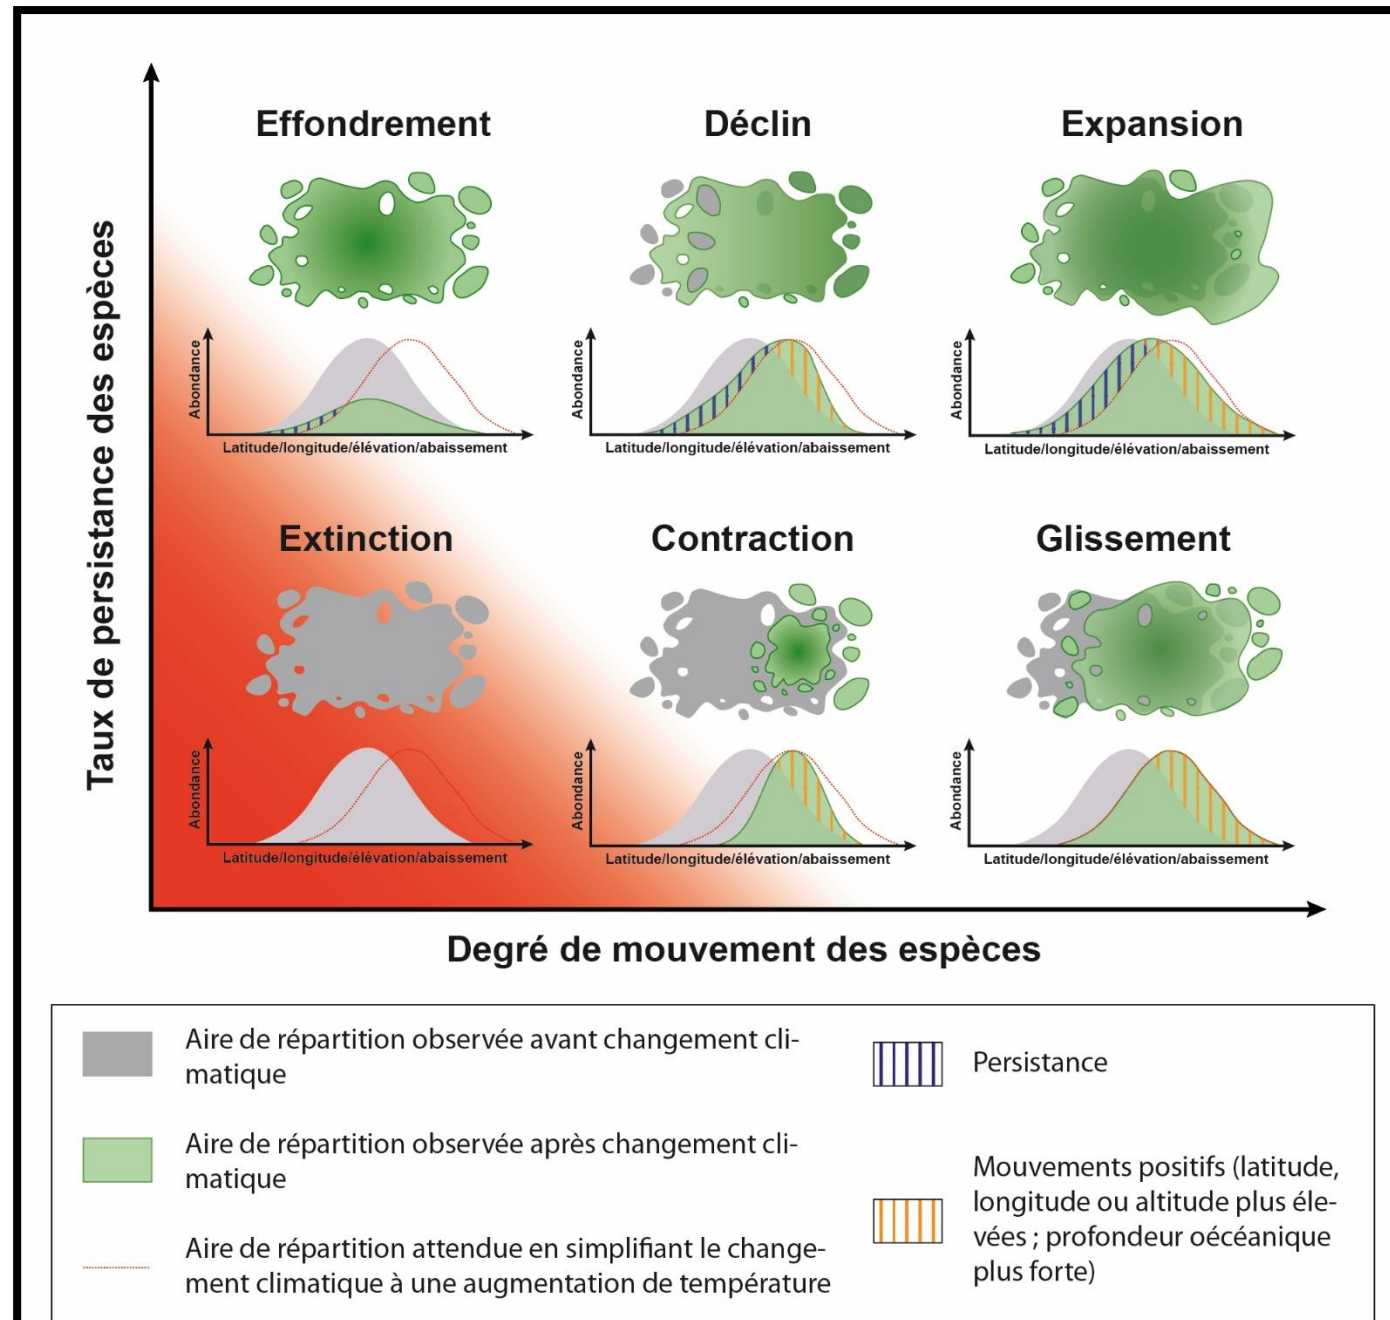 Taux de persistance des espèces
Effondrement
Déclin
Expansion
Abondance
Latitude/longitude/élévation/abaissement
Abondance
Latitude/longitude/élévation/abaissement
Abondance
Latitude/longitude/élévation/abaissement
Extinction
Contraction
Glissement
Abondance
Latitude/longitude/élévation/abaissement
Abondance
Latitude/longitude/élévation/abaissement
Abondance
Latitude/longitude/élévation/abaissement
Degré de mouvement des espèces
Aire de répartition observée avant changement cli-
matique
Aire de répartition observée après changement cli-
matique
Aire de répartition attendue en simplifiant le change-
ment climatique à une augmentation de température
Persistance
Mouvements positifs (latitude,
longitude ou altitude plus éle-
vées ; profondeur oécéanique
plus forte)